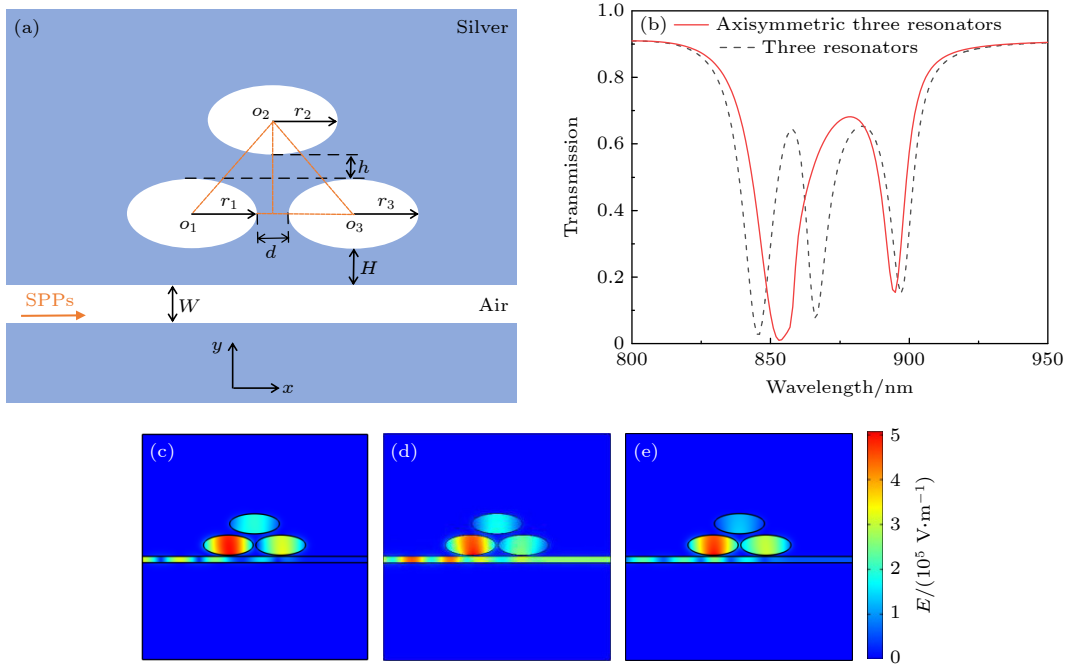 (a)
Silver
o2
r2
h
r1
r3
o1
o3
d
H
SPPs
W
Air
y
x
(b)
Axisymmetric three resonators
Three resonators
1.0
0.8
0.6
0.4
0.2
0
Transmission
800
850
900
950
Wavelength/nm
(c)
(d)
(e)
5
4
3
2
1
0
E/(10⁵ V·m⁻¹)